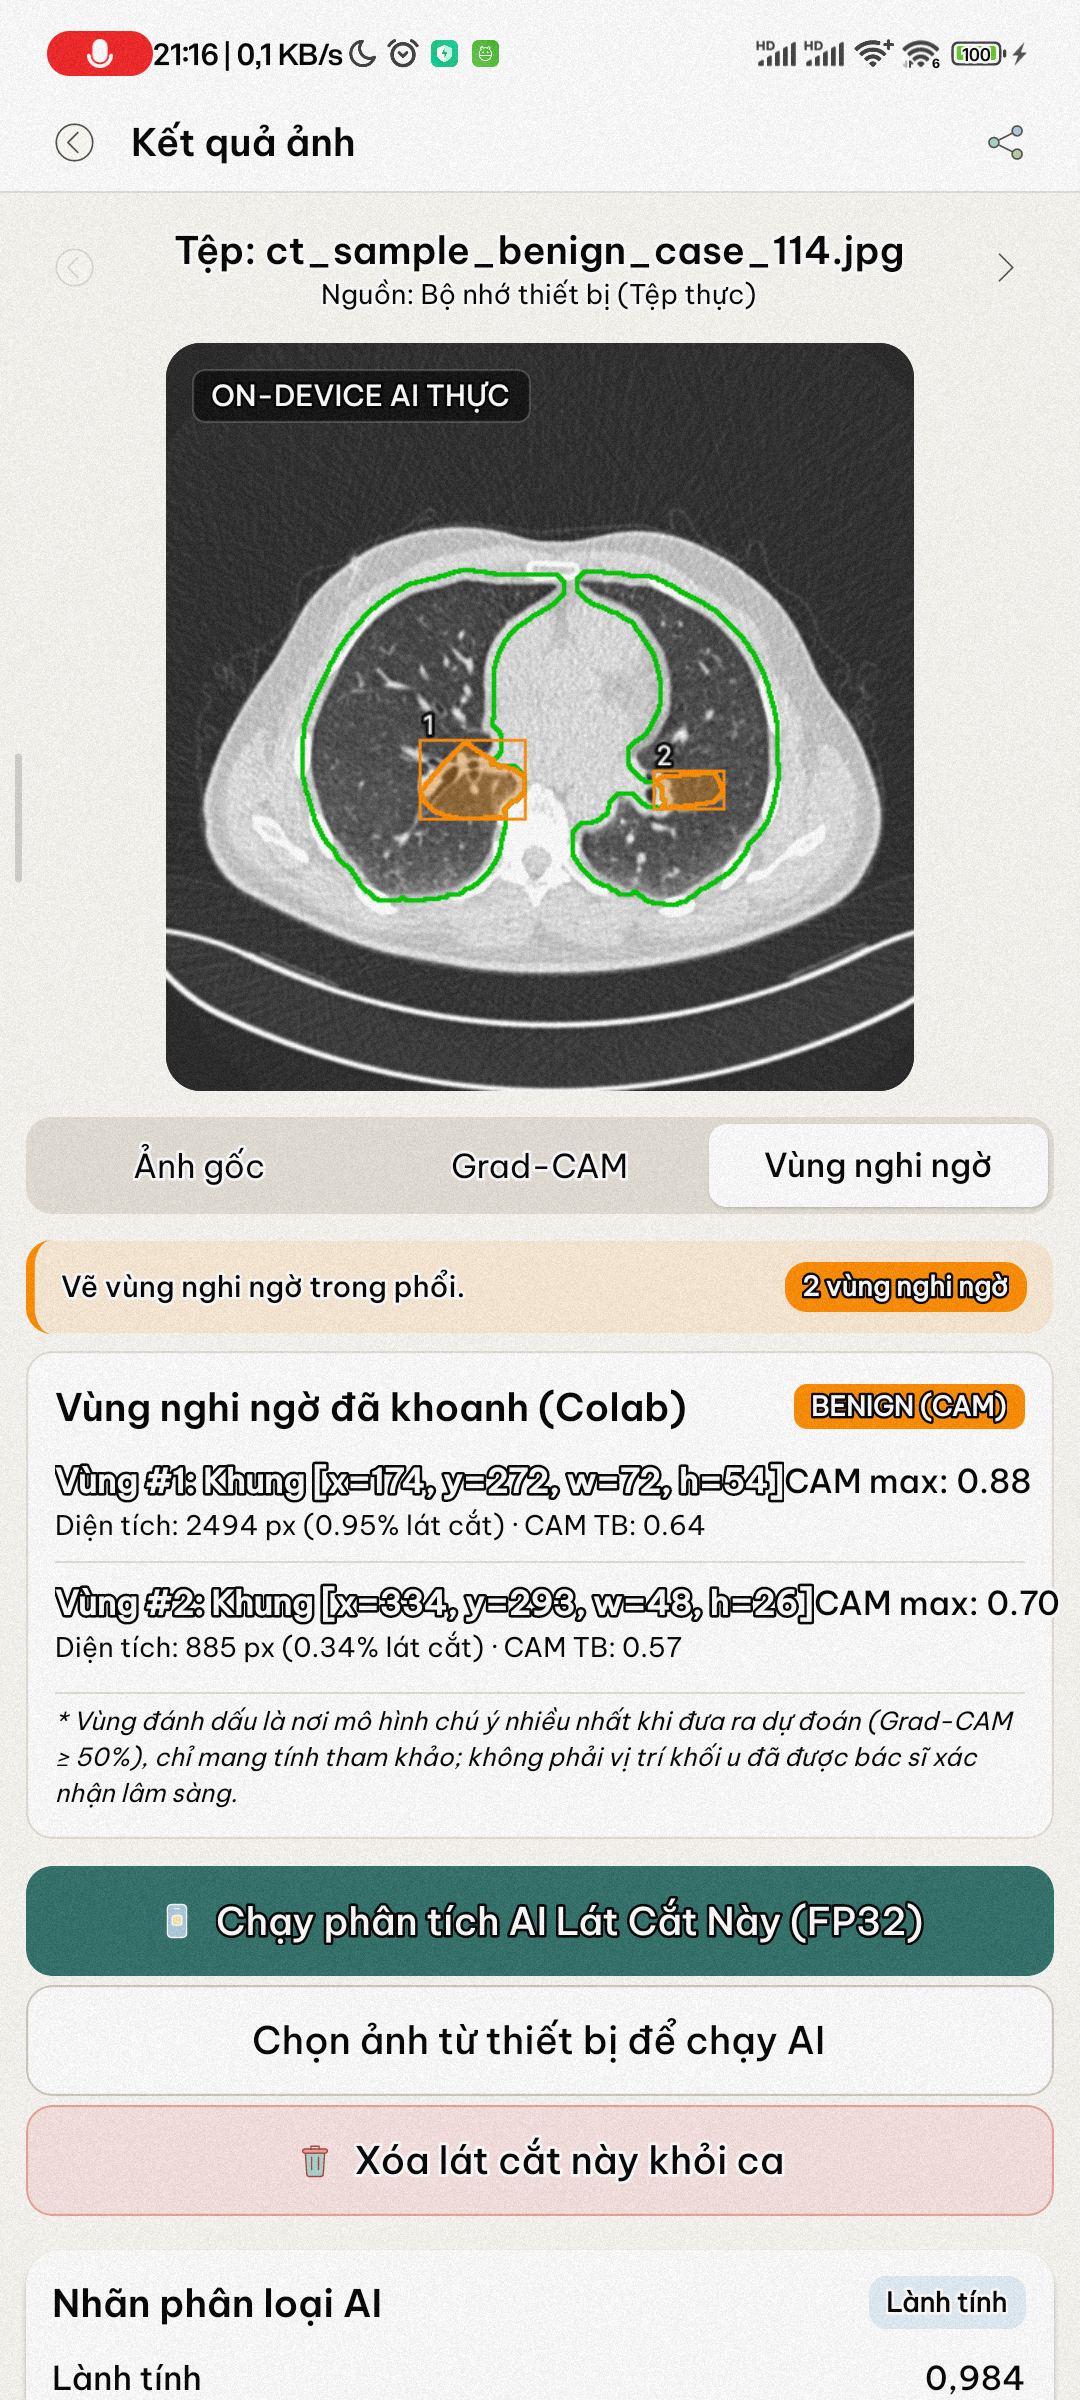 21:16 | 0,1 KB/s
HD HD 6 100
Kết quả ảnh
Tệp: ct_sample_benign_case_114.jpg
Nguồn: Bộ nhớ thiết bị (Tệp thực)
ON-DEVICE AI THỰC
1
2
Ảnh gốc Grad-CAM Vùng nghi ngờ
Vẽ vùng nghi ngờ trong phổi. 2 vùng nghi ngờ
Vùng nghi ngờ đã khoanh (Colab) BENIGN (CAM)
Vùng #1: Khung [x=174, y=272, w=72, h=54]CAM max: 0.88
Diện tích: 2494 px (0.95% lát cắt) · CAM TB: 0.64
Vùng #2: Khung [x=334, y=293, w=48, h=26]CAM max: 0.70
Diện tích: 885 px (0.34% lát cắt) · CAM TB: 0.57
* Vùng đánh dấu là nơi mô hình chú ý nhiều nhất khi đưa ra dự đoán (Grad-CAM
≥ 50%), chỉ mang tính tham khảo; không phải vị trí khối u đã được bác sĩ xác
nhận lâm sàng.
Chạy phân tích AI Lát Cắt Này (FP32)
Chọn ảnh từ thiết bị để chạy AI
Xóa lát cắt này khỏi ca
Nhãn phân loại AI Lành tính
Lành tính 0,984